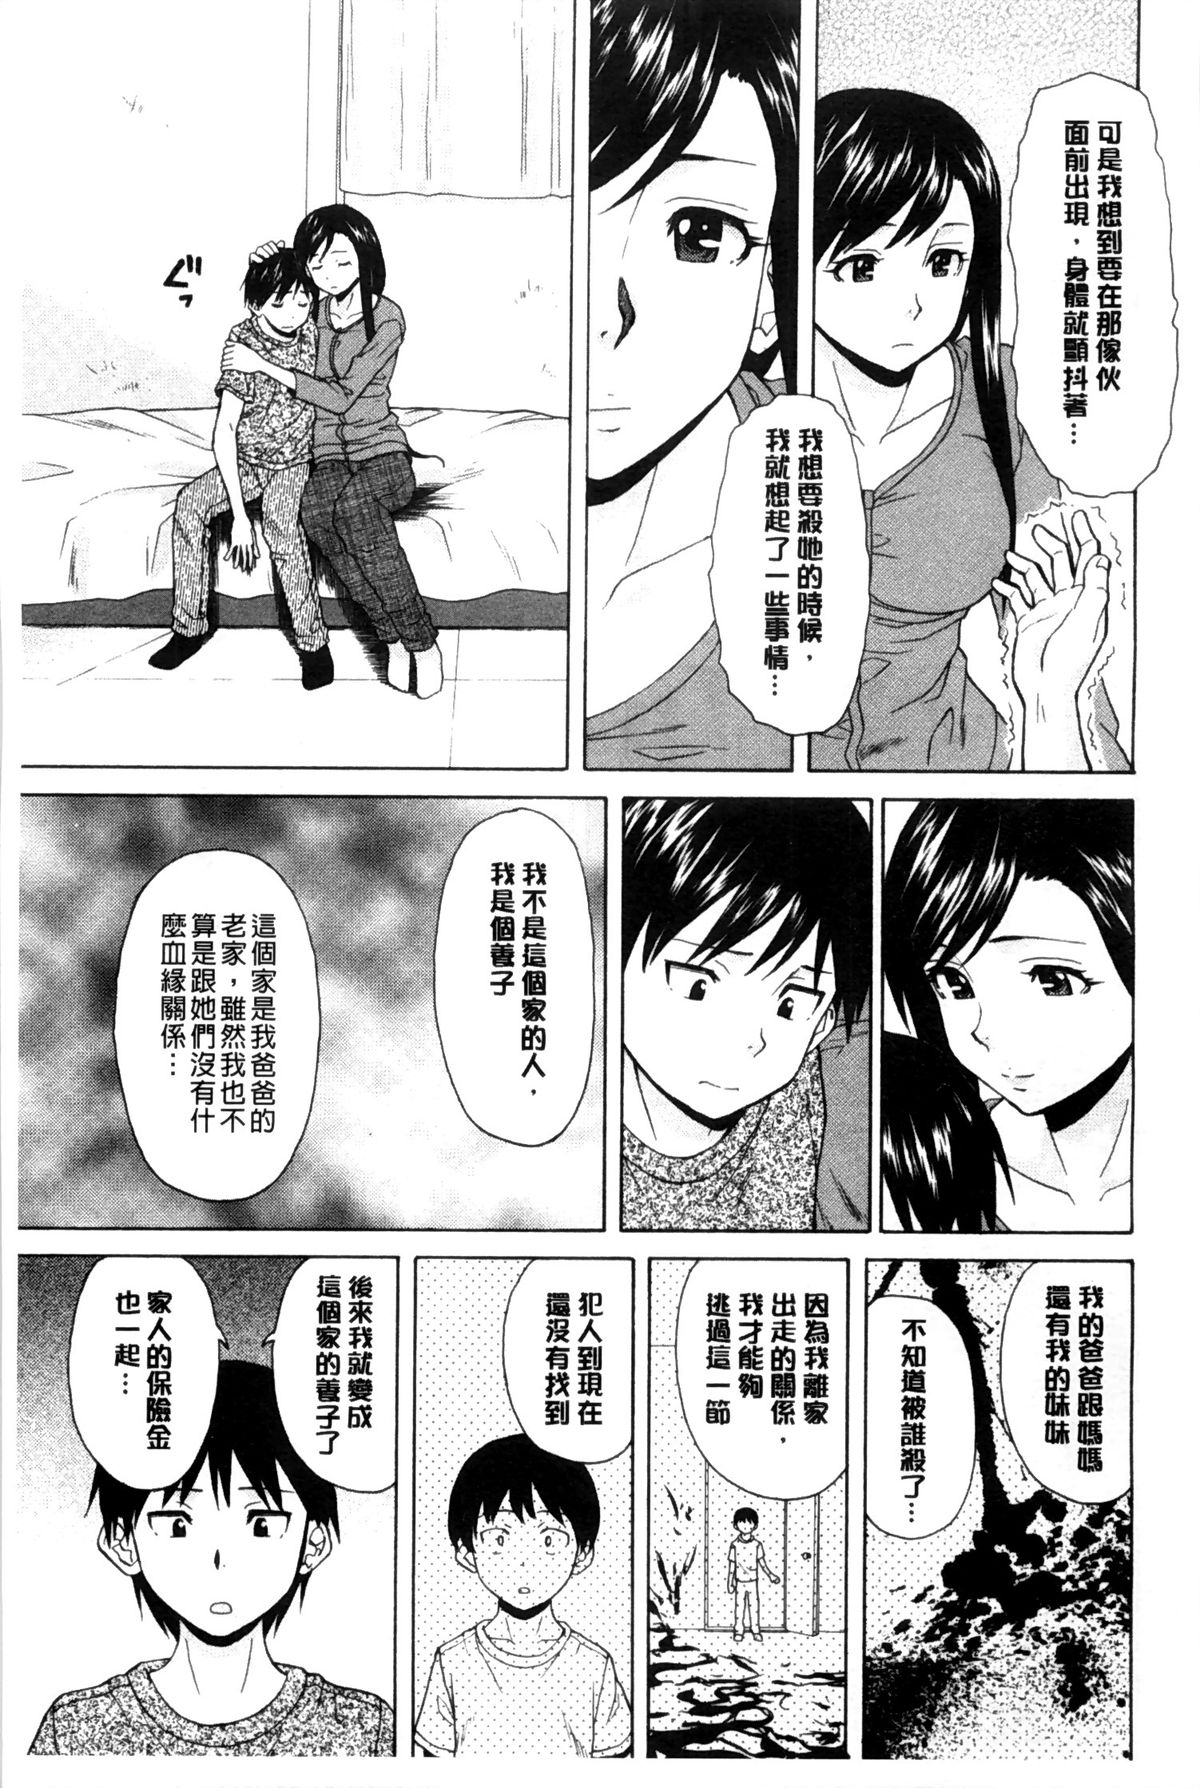 可是我想到要在那傢伙
面前出現，身體就顫抖著…
我想要殺她的時候，
我就想起了一些事情…
ぐっ
我不是這個家的人，
我是個養子
這個家是我爸爸的
老家，雖然我也不
算是跟她們沒有什
麼血緣關係…
我的爸爸跟媽媽
還有我的妹妹
不知道被誰殺了…
因為我離家
出走的關係，
我才能夠
逃過這一節
犯人到現在
還沒有找到
後來我就變成
這個家的養子了
家人的保險金
也一起…